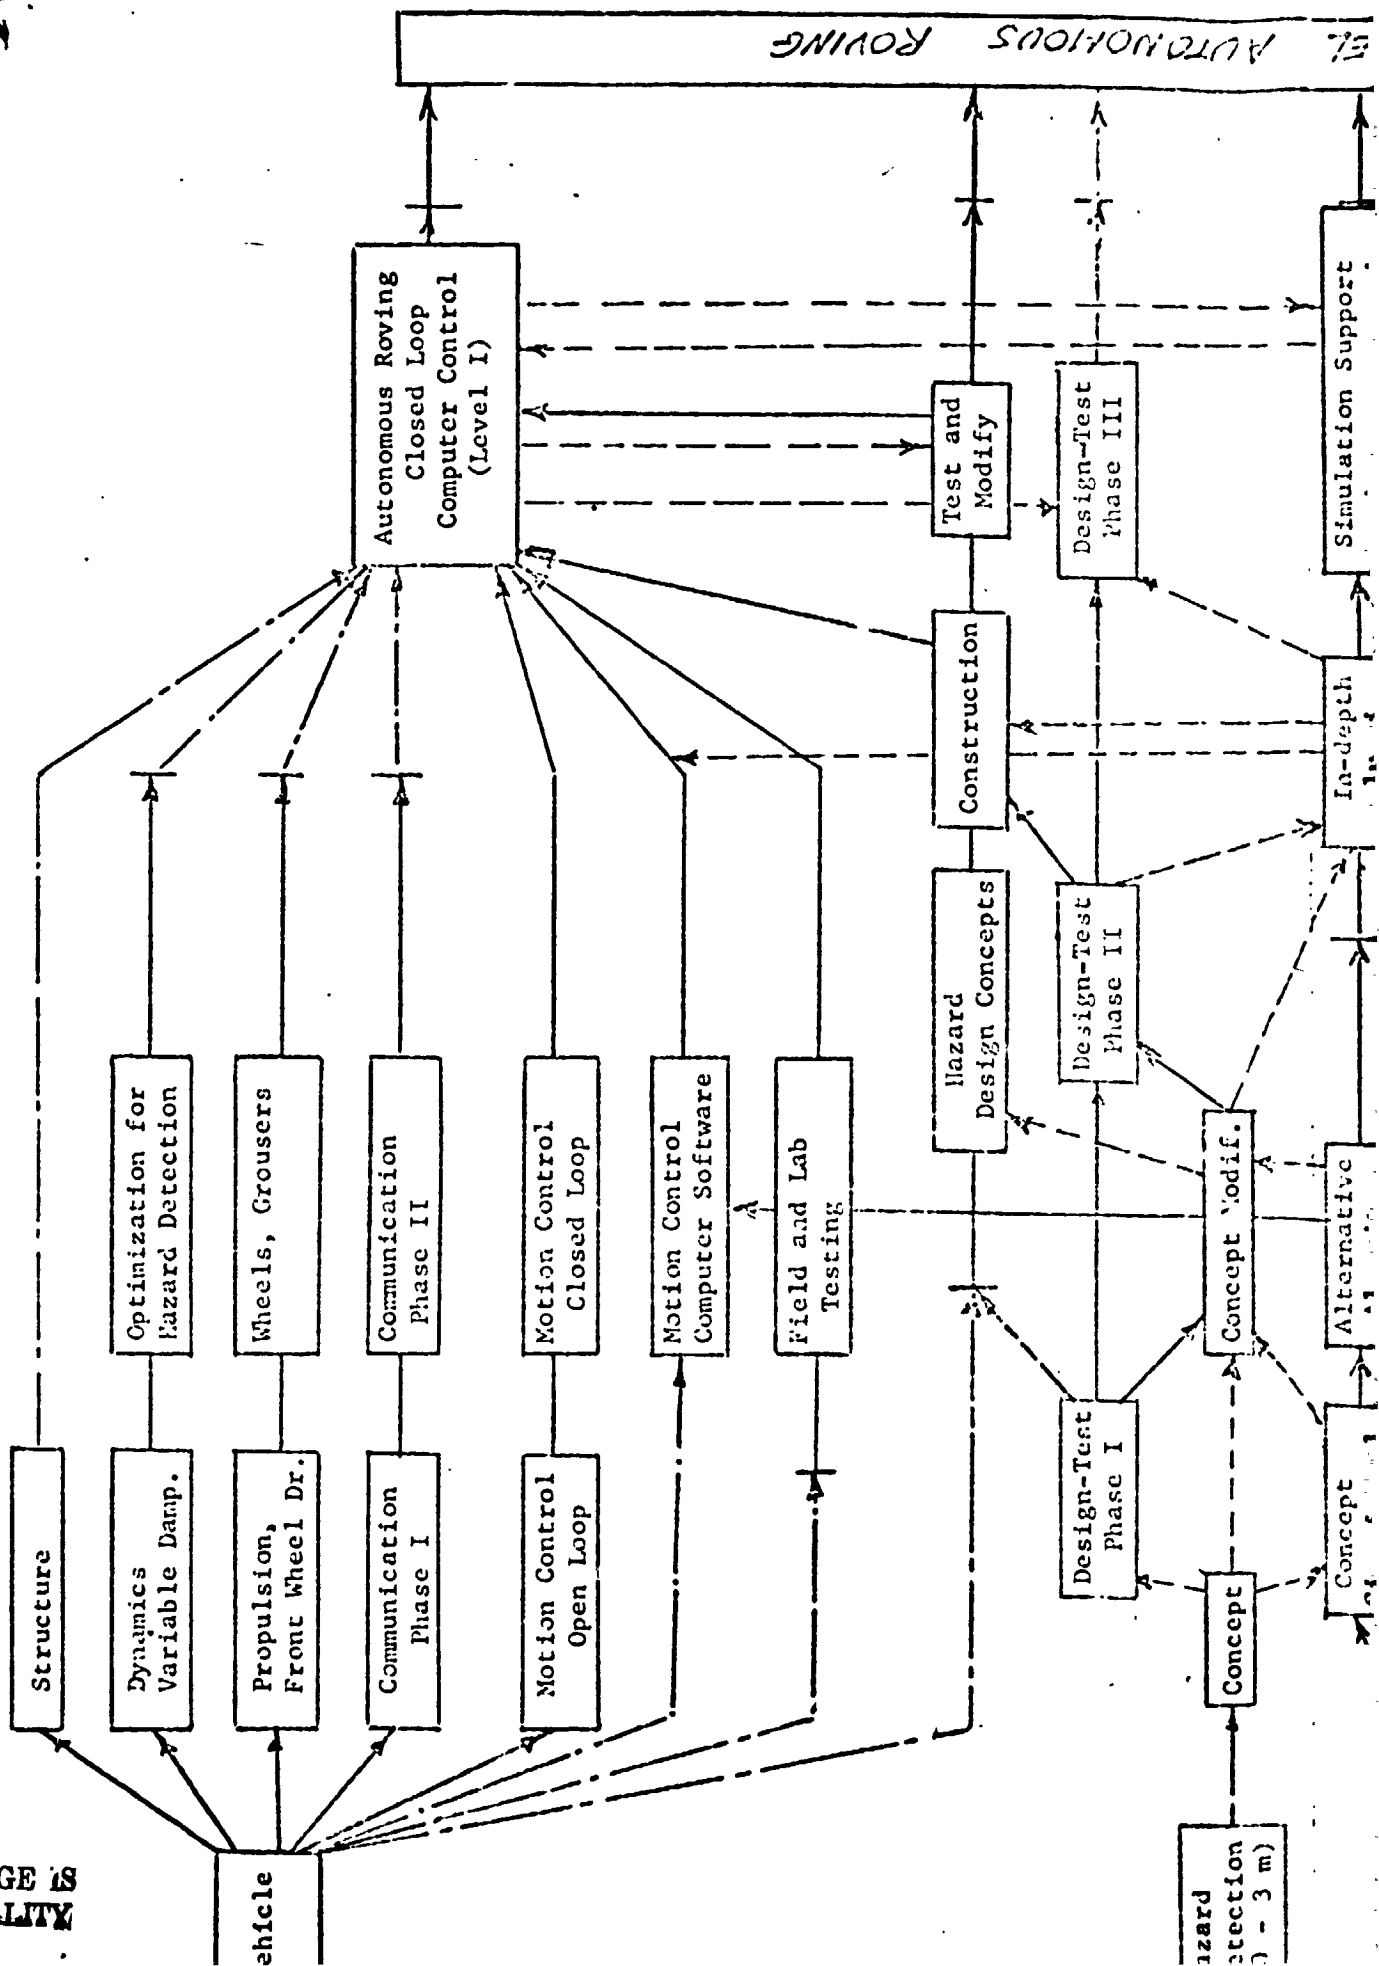 EL AUTONOMOUS ROVING
Autonomous Roving
Closed Loop
Computer Control
(Level I)
Structure
Dynamics
Variable Damp.
Optimization for
Hazard Detection
Propulsion,
Front Wheel Dr.
Wheels, Grousers
Communication
Phase I
Communication
Phase II
Motion Control
Open Loop
Motion Control
Closed Loop
Motion Control
Computer Software
Field and Lab
Testing
ehicle
Hazard
Design Concepts
Construction
Test and
Modify
Design-Test
Phase I
Design-Test
Phase II
Design-Test
Phase III
azard
etection
) - 3 m)
Concept
Concept Modif.
Concept
Alternative
In-depth
Simulation Support
GE IS
LITY